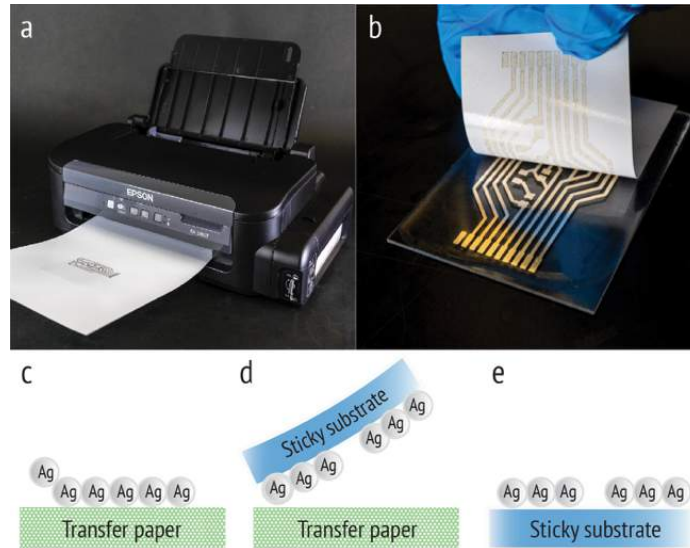 a
b
EPSON
c
d
e
Sticky substrate
Ag
Ag Ag Ag Ag Ag
Transfer paper
Ag Ag Ag
Ag Ag Ag
Transfer paper
Ag Ag Ag Ag Ag Ag
Sticky substrate